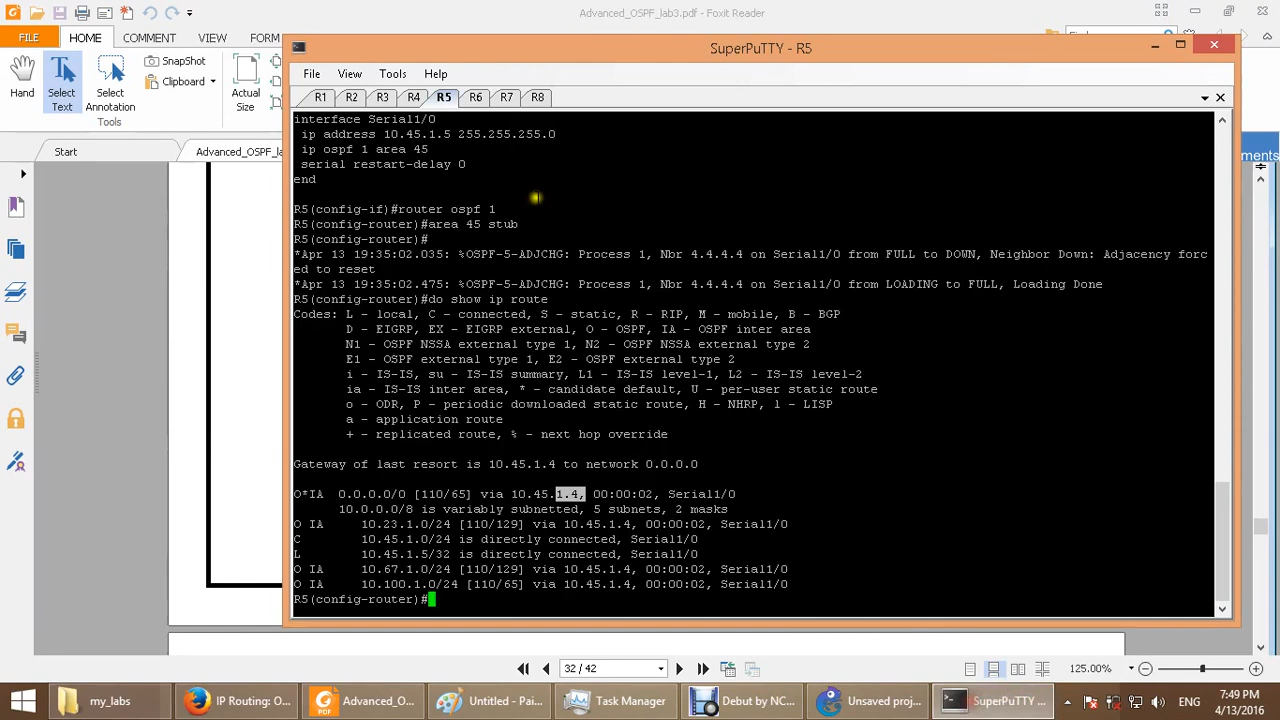 Advanced_OSPF_lab3.pdf - Foxit Reader
FILE HOME COMMENT VIEW FORM
SuperPuTTY - R5
Hand
Select Text
Select Annotation
SnapShot
Clipboard
Actual Size
Tools
Start
Advanced_OSPF_la
ments
File View Tools Help
R1 R2 R3 R4 R5 R6 R7 R8
interface Serial1/0
 ip address 10.45.1.5 255.255.255.0
 ip ospf 1 area 45
 serial restart-delay 0
end
R5(config-if)#router ospf 1
R5(config-router)#area 45 stub
R5(config-router)#
*Apr 13 19:35:02.035: %OSPF-5-ADJCHG: Process 1, Nbr 4.4.4.4 on Serial1/0 from FULL to DOWN, Neighbor Down: Adjacency forc
ed to reset
*Apr 13 19:35:02.475: %OSPF-5-ADJCHG: Process 1, Nbr 4.4.4.4 on Serial1/0 from LOADING to FULL, Loading Done
R5(config-router)#do show ip route
Codes: L - local, C - connected, S - static, R - RIP, M - mobile, B - BGP
       D - EIGRP, EX - EIGRP external, O - OSPF, IA - OSPF inter area
       N1 - OSPF NSSA external type 1, N2 - OSPF NSSA external type 2
       E1 - OSPF external type 1, E2 - OSPF external type 2
       i - IS-IS, su - IS-IS summary, L1 - IS-IS level-1, L2 - IS-IS level-2
       ia - IS-IS inter area, * - candidate default, U - per-user static route
       o - ODR, P - periodic downloaded static route, H - NHRP, l - LISP
       a - application route
       + - replicated route, % - next hop override
Gateway of last resort is 10.45.1.4 to network 0.0.0.0
O*IA  0.0.0.0/0 [110/65] via 10.45.1.4, 00:00:02, Serial1/0
      10.0.0.0/8 is variably subnetted, 5 subnets, 2 masks
O IA     10.23.1.0/24 [110/129] via 10.45.1.4, 00:00:02, Serial1/0
C        10.45.1.0/24 is directly connected, Serial1/0
L        10.45.1.5/32 is directly connected, Serial1/0
O IA     10.67.1.0/24 [110/129] via 10.45.1.4, 00:00:02, Serial1/0
O IA     10.100.1.0/24 [110/65] via 10.45.1.4, 00:00:02, Serial1/0
R5(config-router)#
32 / 42
125.00%
my_labs
IP Routing: O...
Advanced_O...
Untitled - Pai...
Task Manager
Debut by NC...
Unsaved proj...
SuperPuTTY ...
ENG
7:49 PM
4/13/2016